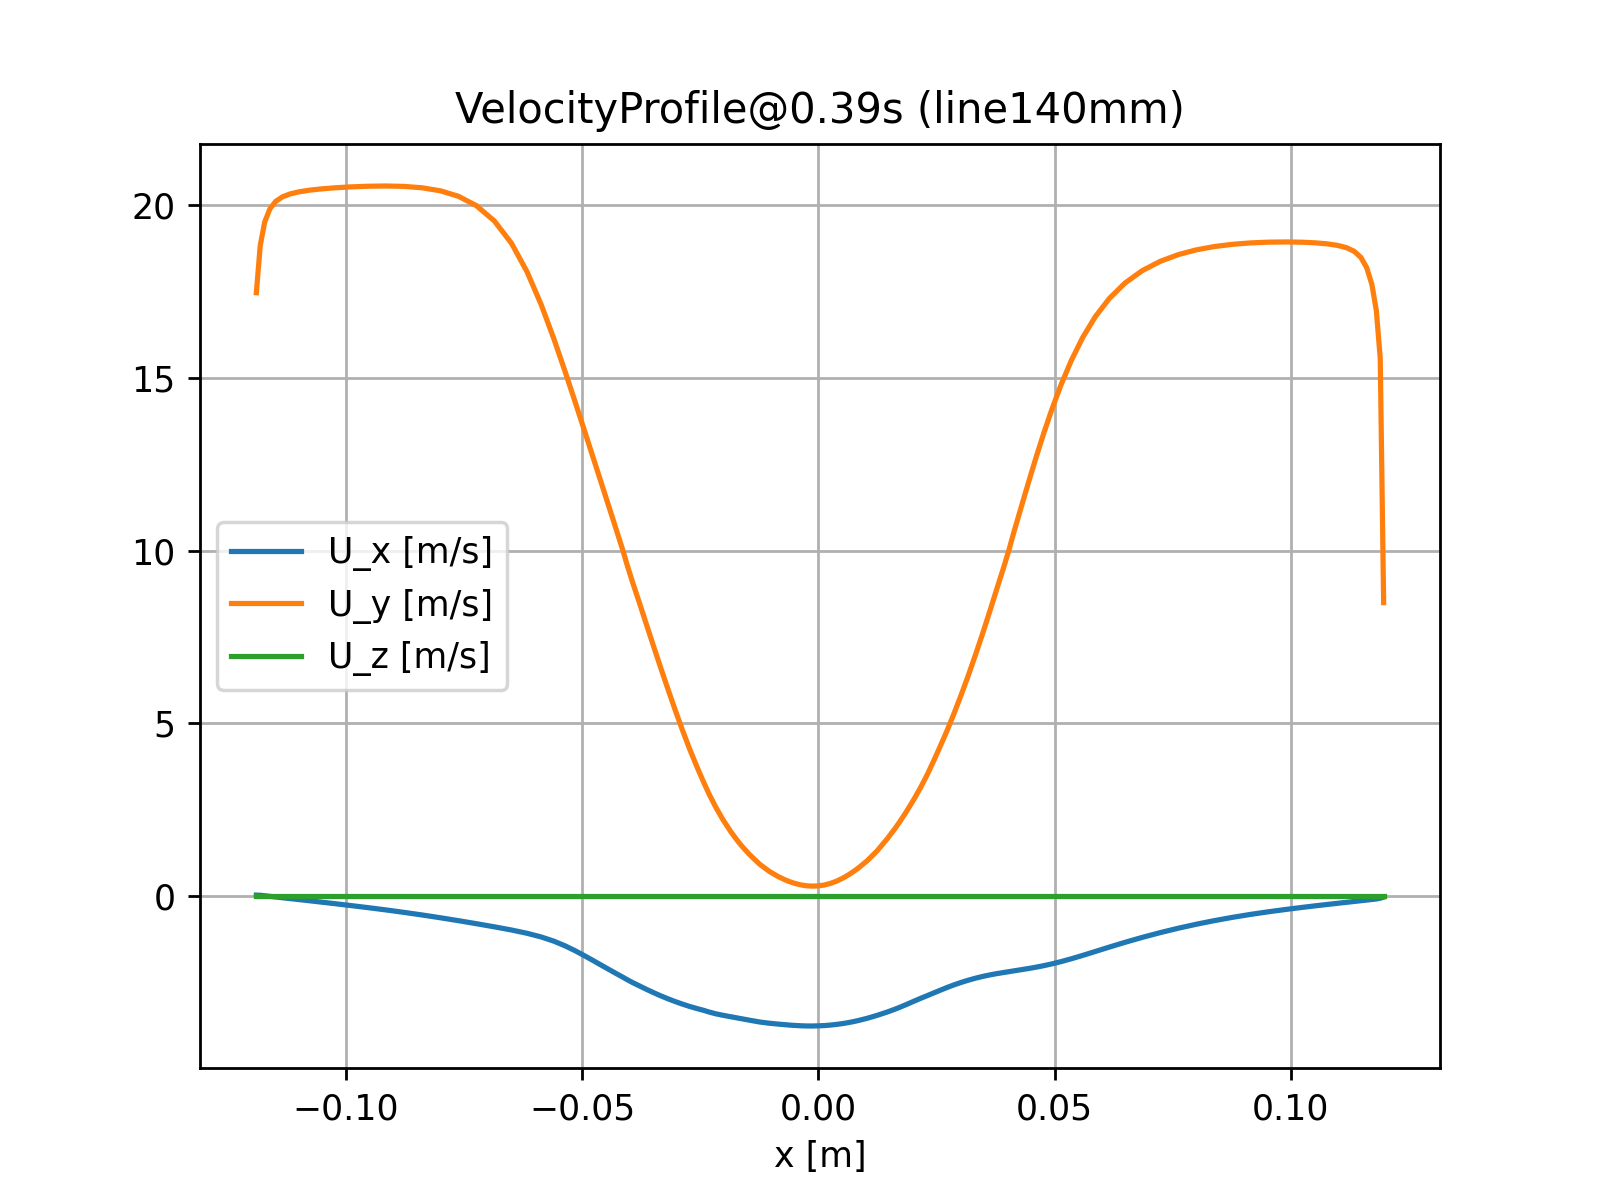 VelocityProfile@0.39s (line140mm)
20
15
10
5
0
U_x [m/s]
U_y [m/s]
U_z [m/s]
−0.10 −0.05 0.00 0.05 0.10
x [m]